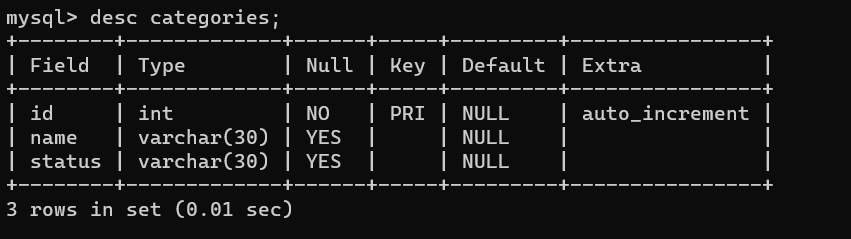 mysql> desc categories;
+--------+-------------+------+-----+---------+----------------+
| Field  | Type        | Null | Key | Default | Extra          |
+--------+-------------+------+-----+---------+----------------+
| id     | int         | NO   | PRI | NULL    | auto_increment |
| name   | varchar(30) | YES  |     | NULL    |                |
| status | varchar(30) | YES  |     | NULL    |                |
+--------+-------------+------+-----+---------+----------------+
3 rows in set (0.01 sec)